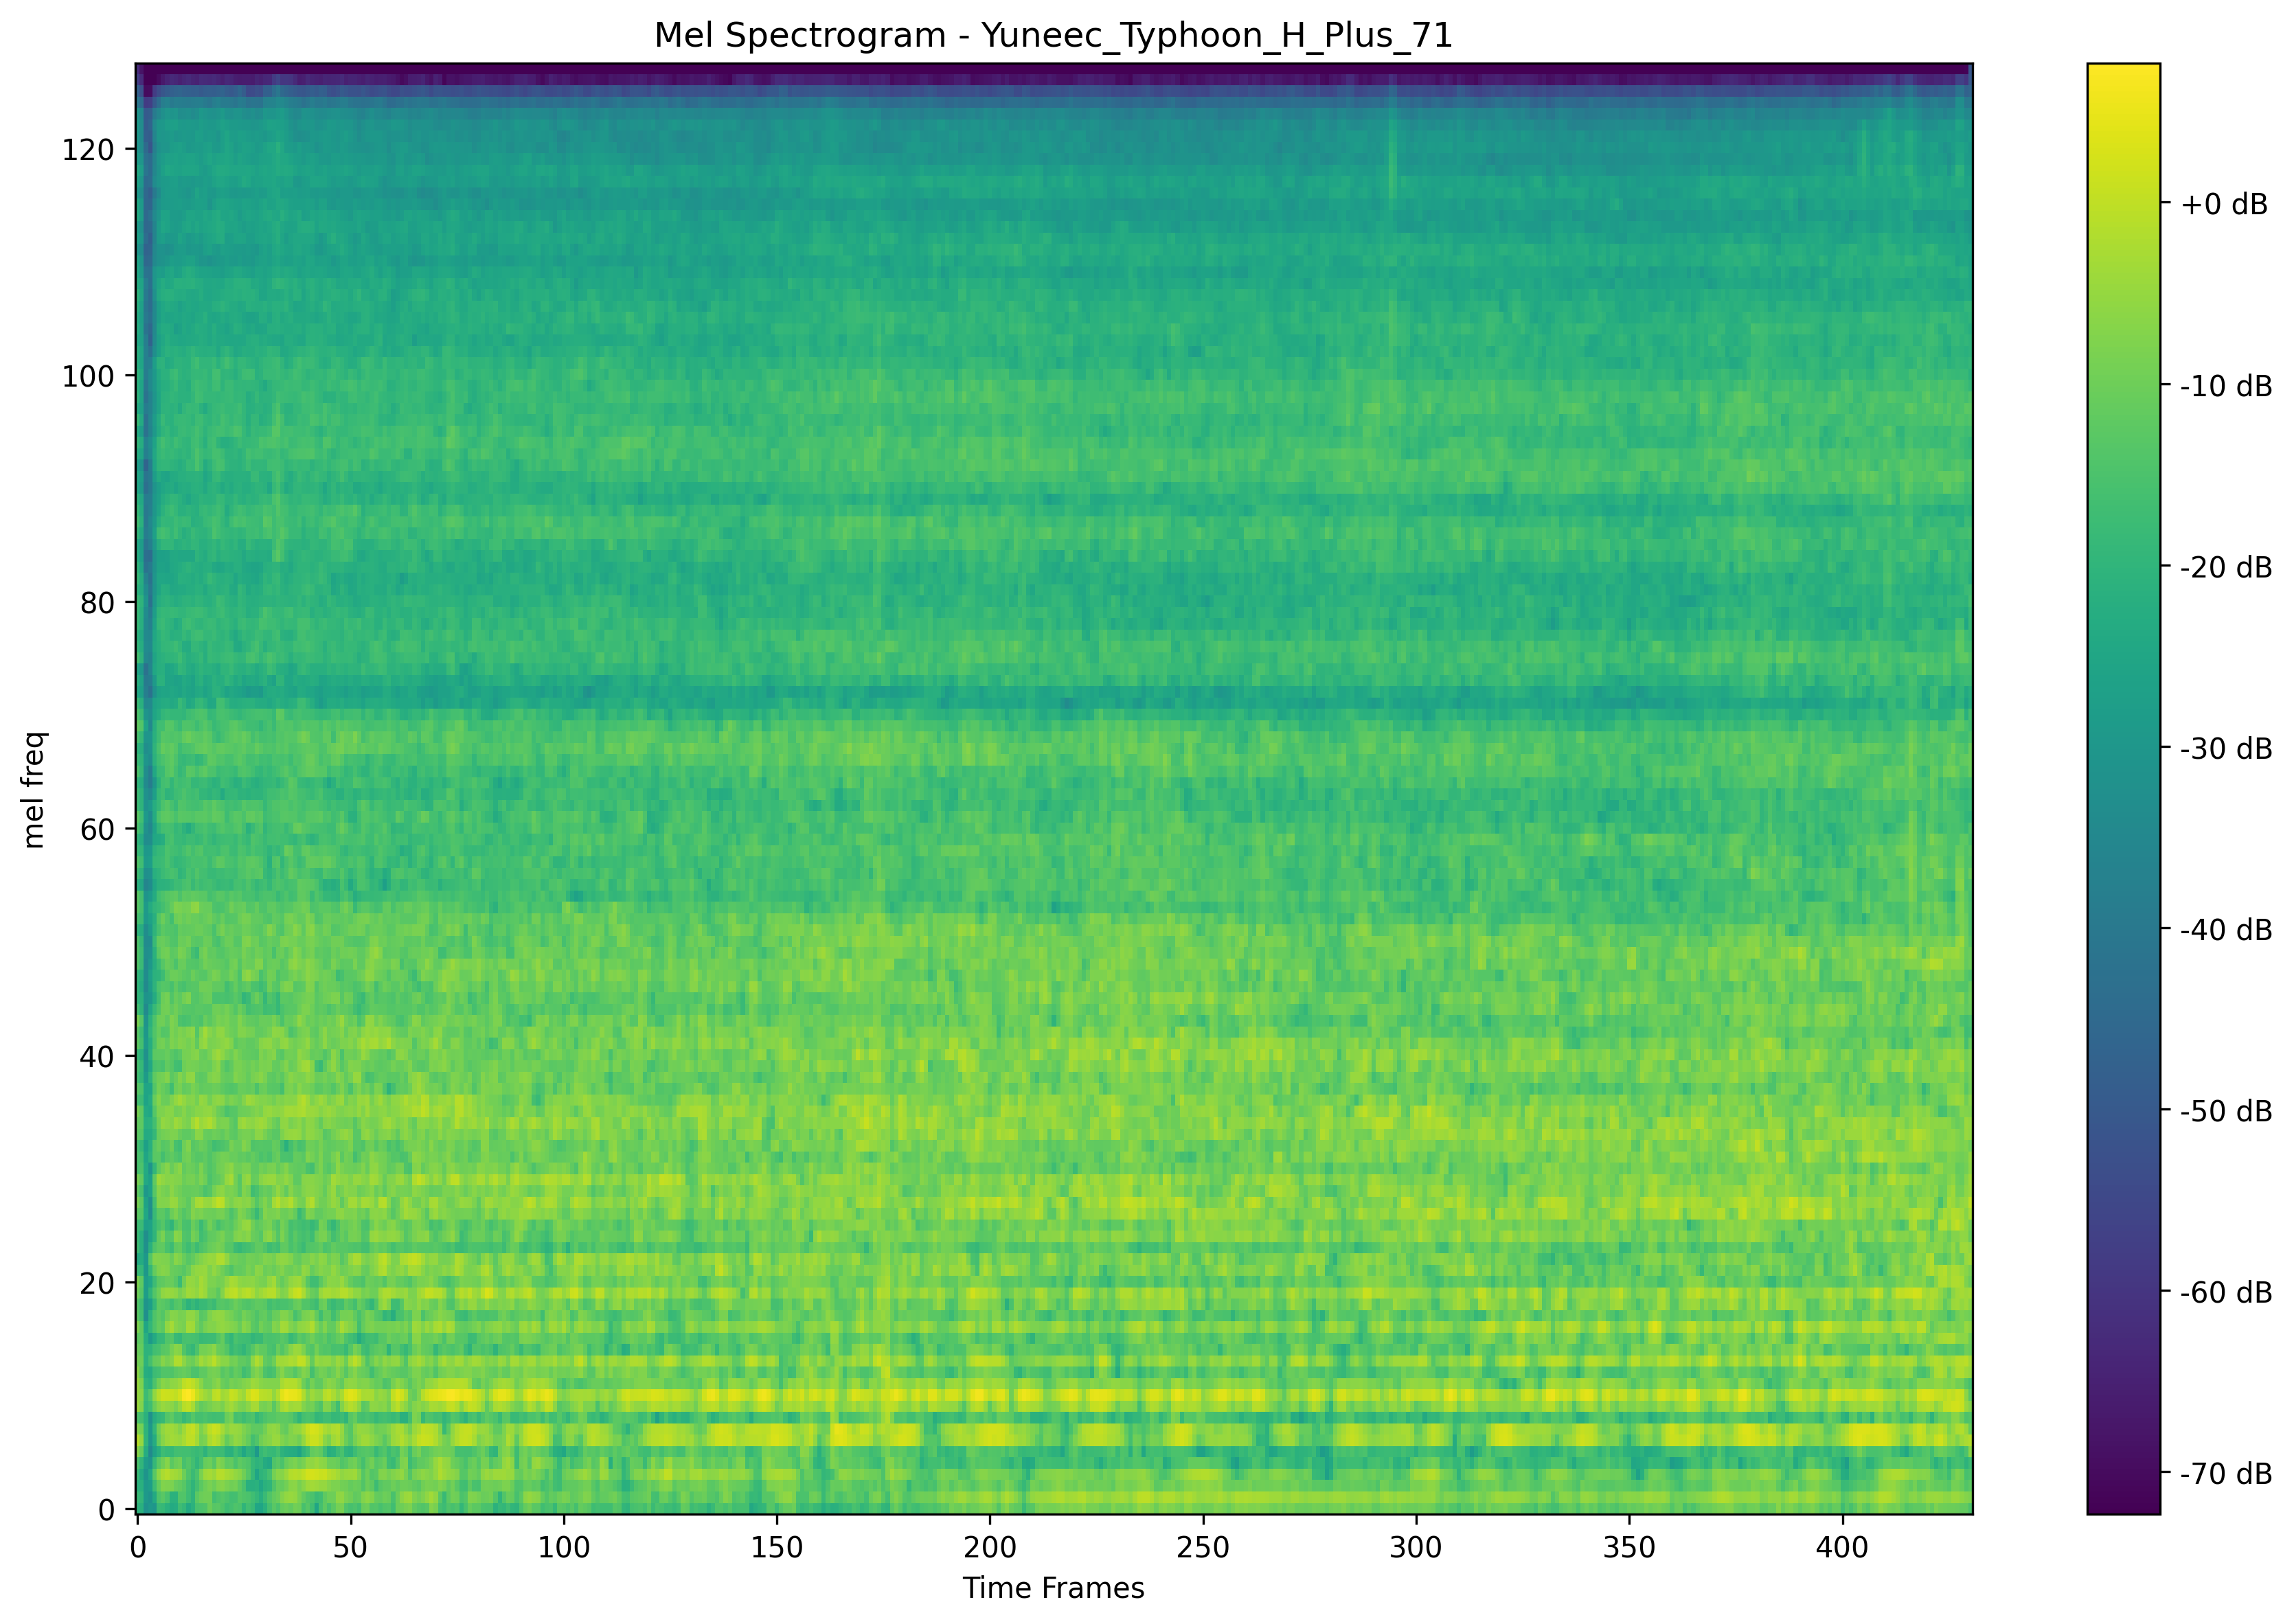 Mel Spectrogram - Yuneec_Typhoon_H_Plus_71
mel freq
120
100
80
60
40
20
0
0 50 100 150 200 250 300 350 400
Time Frames
+0 dB
-10 dB
-20 dB
-30 dB
-40 dB
-50 dB
-60 dB
-70 dB